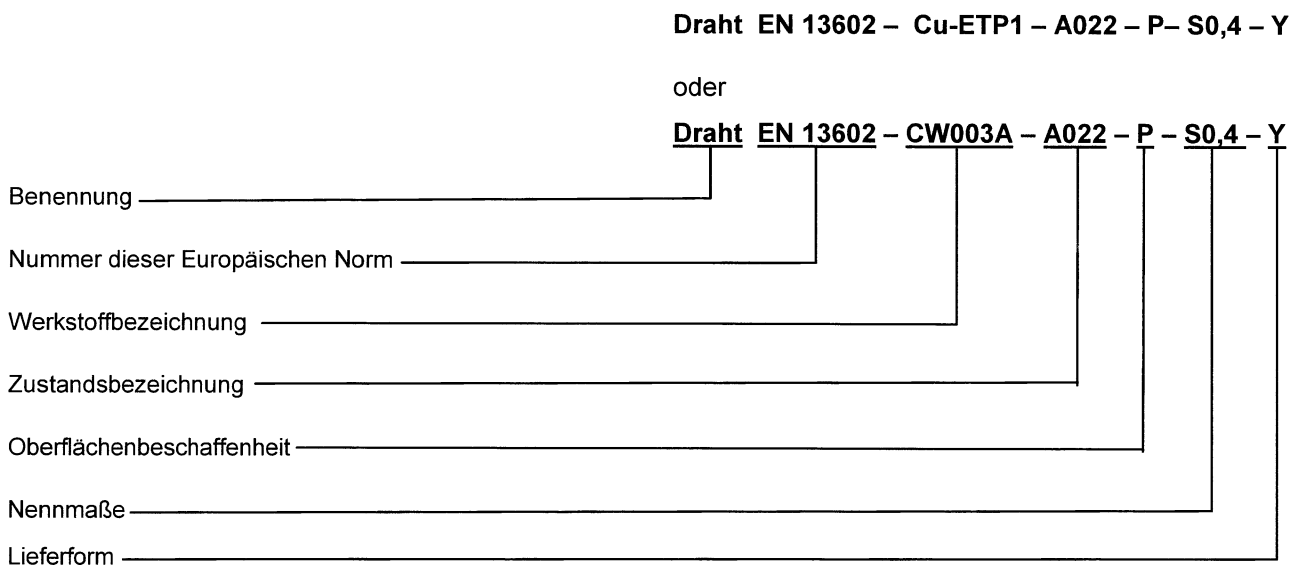 Draht EN 13602 – Cu-ETP1 – A022 – P– S0,4 – Y
oder
Draht EN 13602 – CW003A – A022 – P – S0,4 – Y
Benennung
Nummer dieser Europäischen Norm
Werkstoffbezeichnung
Zustandsbezeichnung
Oberflächenbeschaffenheit
Nennmaße
Lieferform